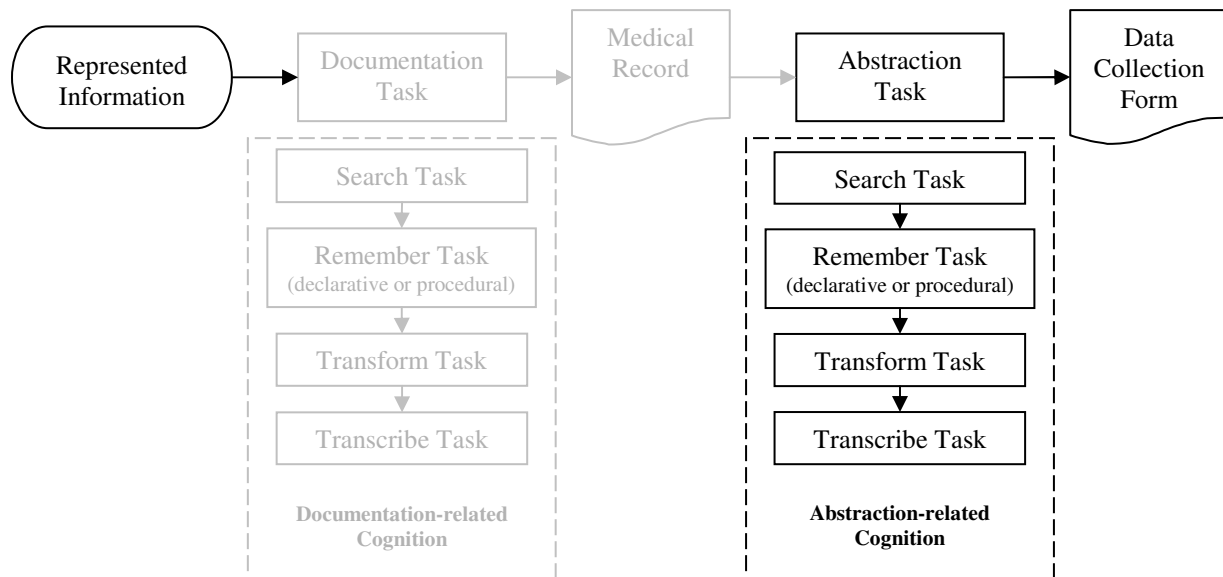 Represented
Information
Documentation
Task
Medical
Record
Abstraction
Task
Data
Collection
Form
Search Task
Remember Task
(declarative or procedural)
Transform Task
Transcribe Task
Documentation-related
Cognition
Search Task
Remember Task
(declarative or procedural)
Transform Task
Transcribe Task
Abstraction-related
Cognition